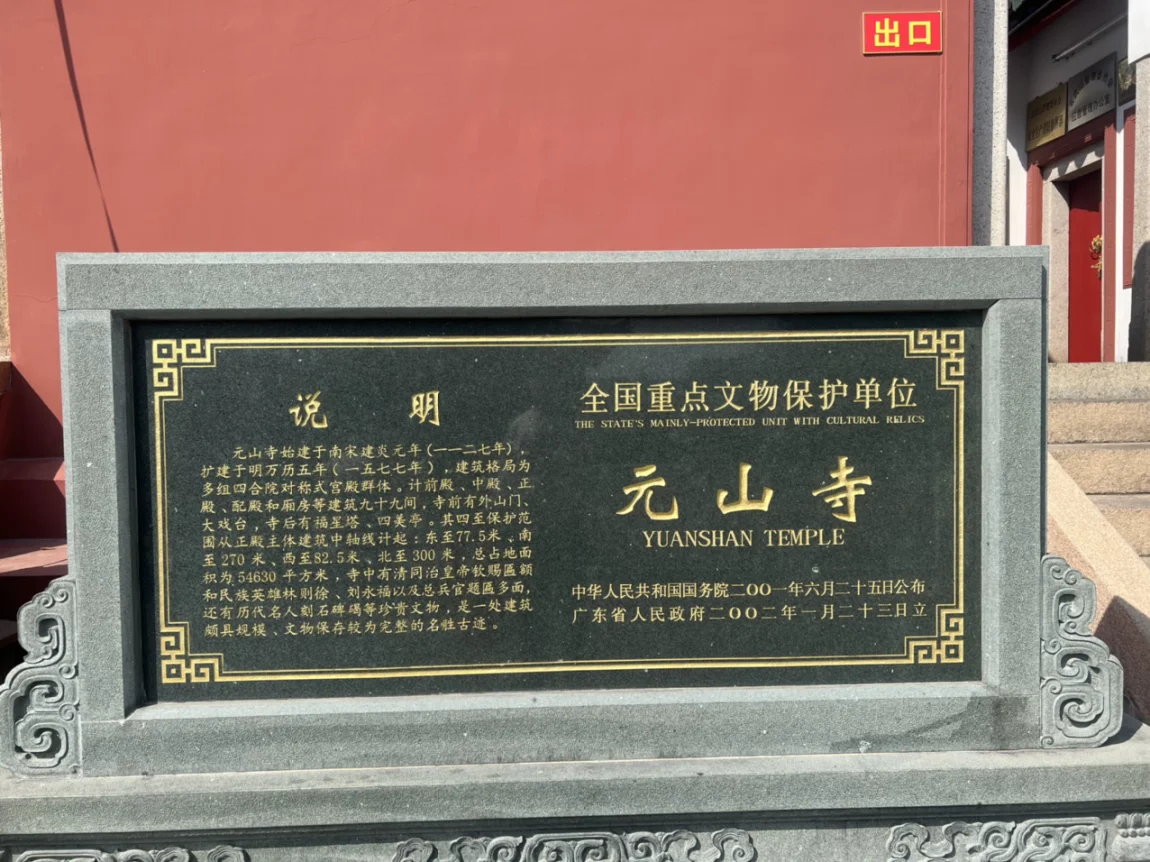 出口
说 明
元山寺始建于南宋建炎元年(一一二七年),
扩建于明万历五年(一五七七年),建筑格局为
多组四合院对称式宫殿群体。计前殿、中殿、正
殿、配殿和厢房等建筑九十九间,寺前有外山门、
大戏台,寺后有福星塔、四美亭。其四至保护范
围从正殿主体建筑中轴线计起:东至77.5米、南
至270米、西至82.5米、北至300米,总占地面
积为54630平方米,寺中有清同治皇帝钦赐匾额
和民族英雄林则徐、刘永福以及总兵官题匾多面,
还有历代名人刻石碑碣等珍贵文物,是一处建筑
颇具规模、文物保存较为完整的名胜古迹。
全国重点文物保护单位
THE STATE'S MAINLY-PROTECTED UNIT WITH CULTURAL RELICS
元山寺
YUANSHAN TEMPLE
中华人民共和国国务院二〇〇一年六月二十五日公布
广东省人民政府二〇〇二年一月二十三日立